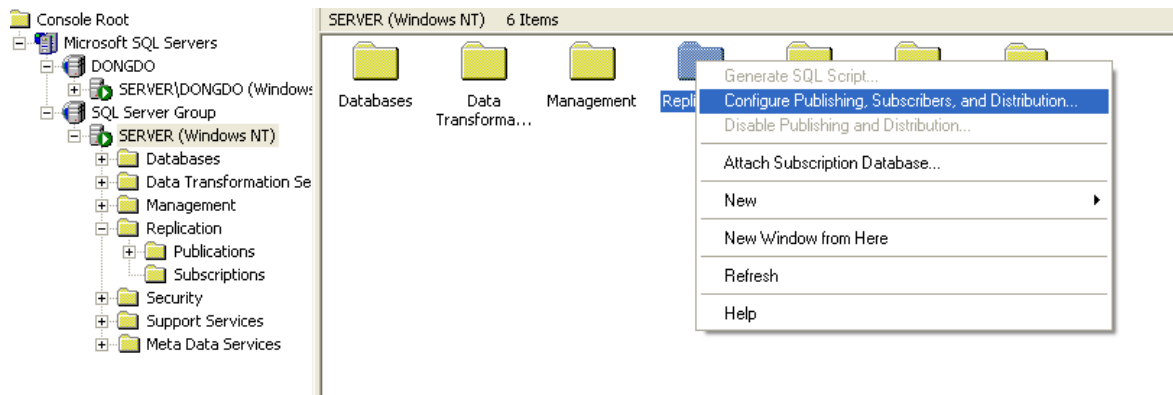 Console Root
Microsoft SQL Servers
DONGDO
SERVER\DONGDO (Windows
SQL Server Group
SERVER (Windows NT)
Databases
Data Transformation Se
Management
Replication
Publications
Subscriptions
Security
Support Services
Meta Data Services
SERVER (Windows NT) 6 Items
Databases
Data
Transforma...
Management
Repli
Generate SQL Script...
Configure Publishing, Subscribers, and Distribution...
Disable Publishing and Distribution...
Attach Subscription Database...
New
New Window from Here
Refresh
Help